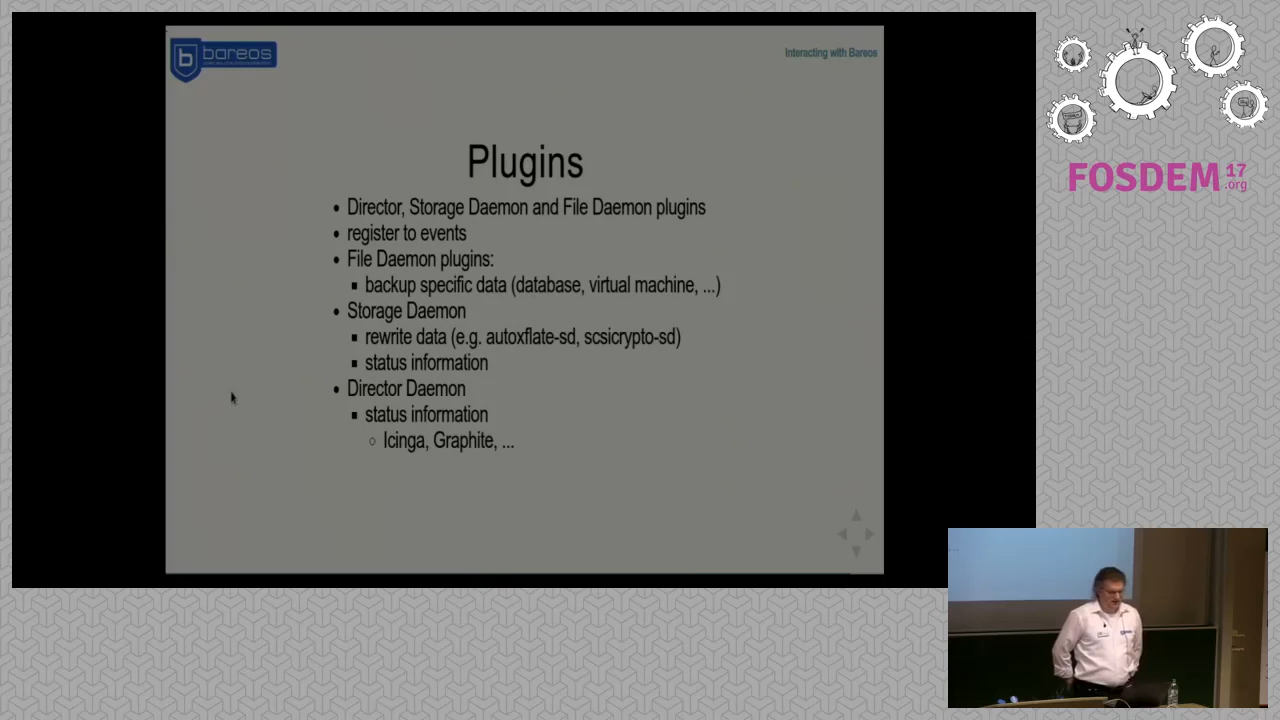 bareos
Interacting with Bareos
Plugins
• Director, Storage Daemon and File Daemon plugins
• register to events
• File Daemon plugins:
▪ backup specific data (database, virtual machine, ...)
• Storage Daemon
▪ rewrite data (e.g. autoxflate-sd, scsicrypto-sd)
▪ status information
• Director Daemon
▪ status information
○ Icinga, Graphite, ...
FOSDEM 17
.org